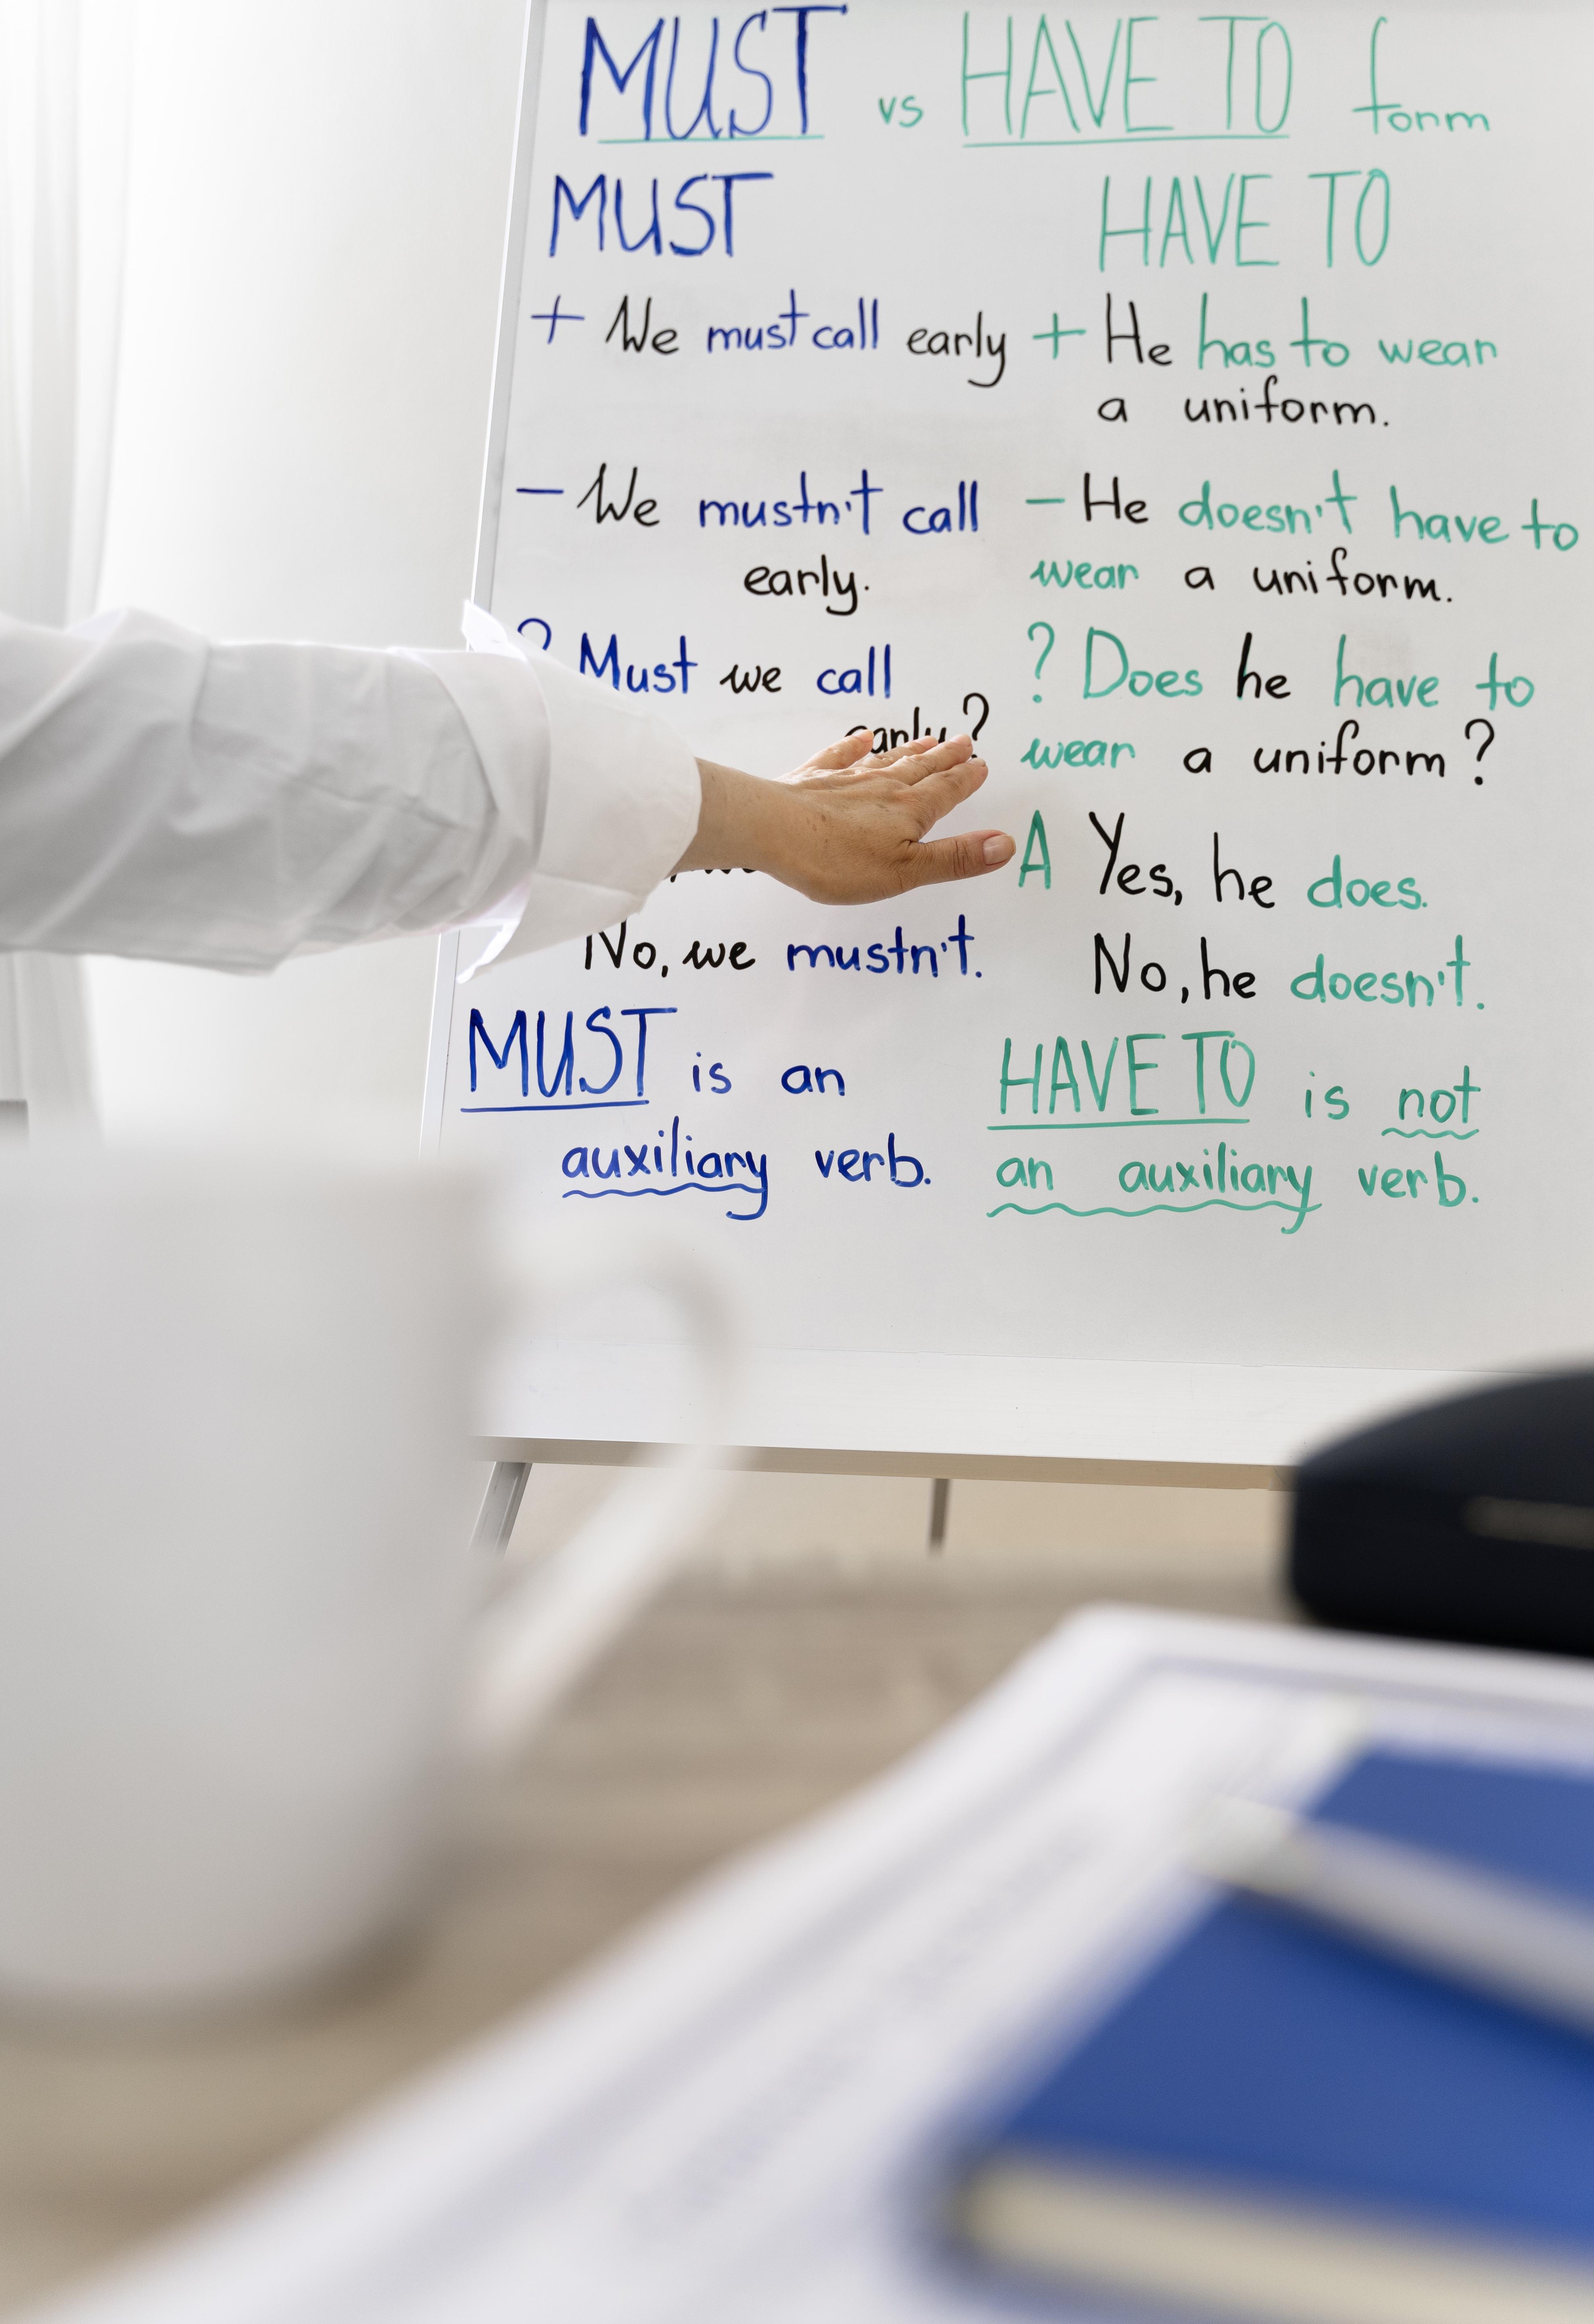 MUST vs HAVE TO form
MUST
+ We must call early
- We mustn't call
early.
? Must we call
early?
No, we mustn't.
MUST is an
auxiliary verb.
HAVE TO
+ He has to wear
a uniform.
- He doesn't have to
wear a uniform.
? Does he have to
wear a uniform?
A Yes, he does.
No, he doesn't.
HAVE TO is not
an auxiliary verb.